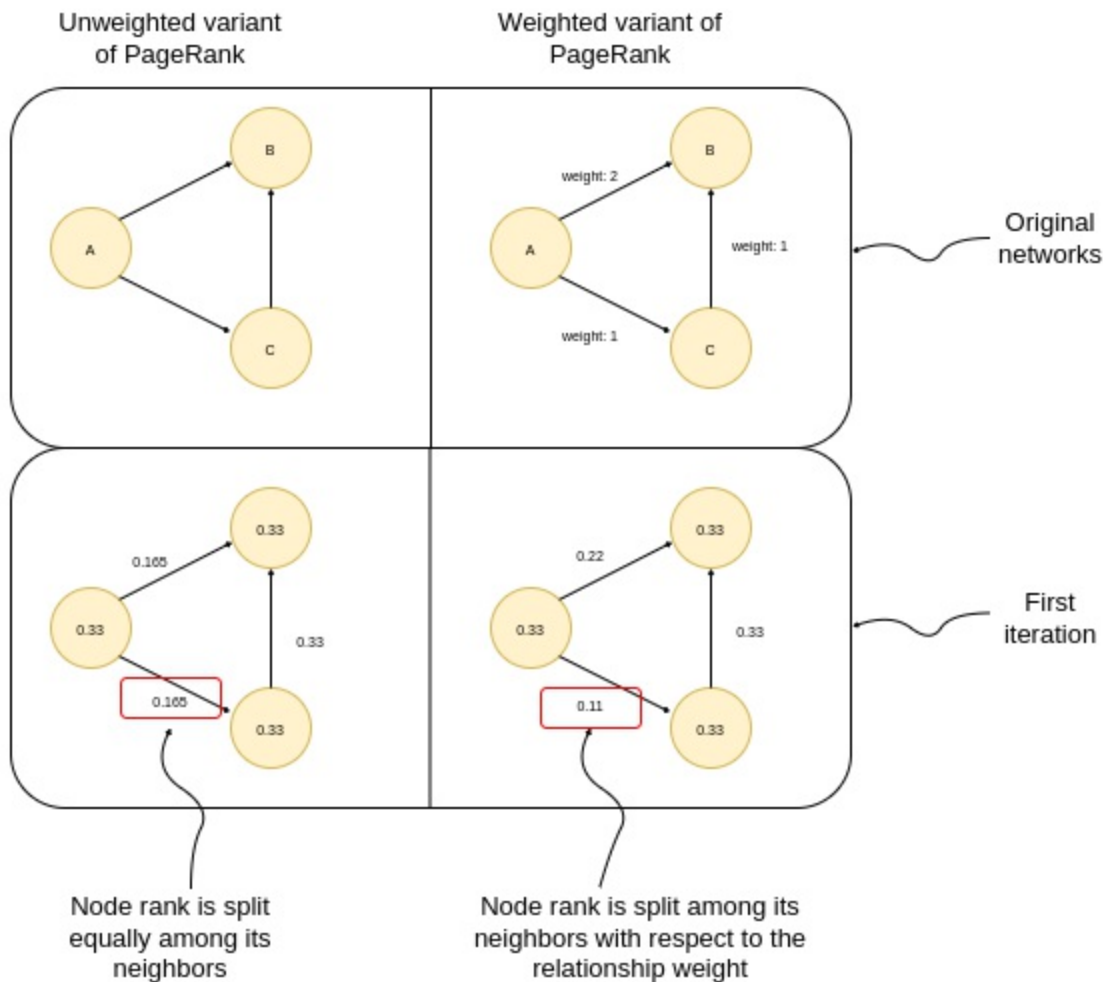 Unweighted variant
of PageRank
Weighted variant of
PageRank
B
A
C
B
weight: 2
A
weight: 1
weight: 1
C
Original
networks
0.33
0.165
0.33
0.33
0.165
0.33
0.33
0.22
0.33
0.33
0.11
0.33
First
iteration
Node rank is split
equally among its
neighbors
Node rank is split among its
neighbors with respect to the
relationship weight